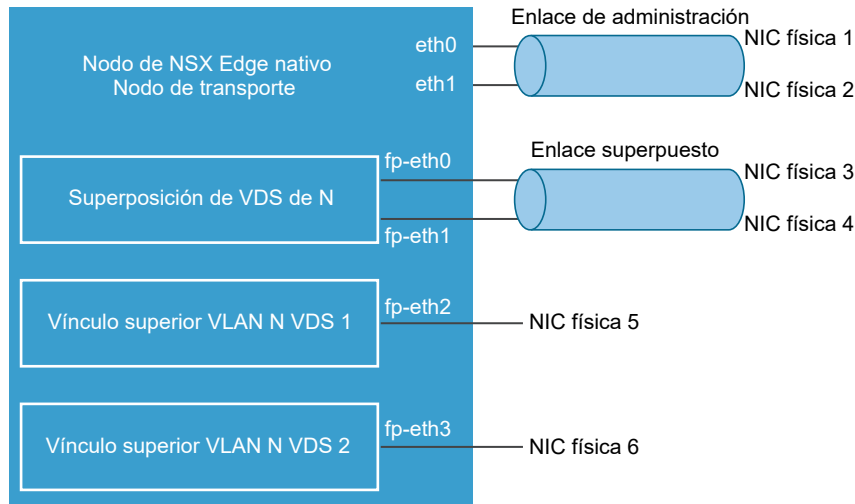 Enlace de administración
eth0
NIC física 1
Nodo de NSX Edge nativo
Nodo de transporte
eth1
NIC física 2
Enlace superpuesto
fp-eth0
NIC física 3
Superposición de VDS de N
NIC física 4
fp-eth1
fp-eth2
Vínculo superior VLAN N VDS 1
NIC física 5
fp-eth3
Vínculo superior VLAN N VDS 2
NIC física 6